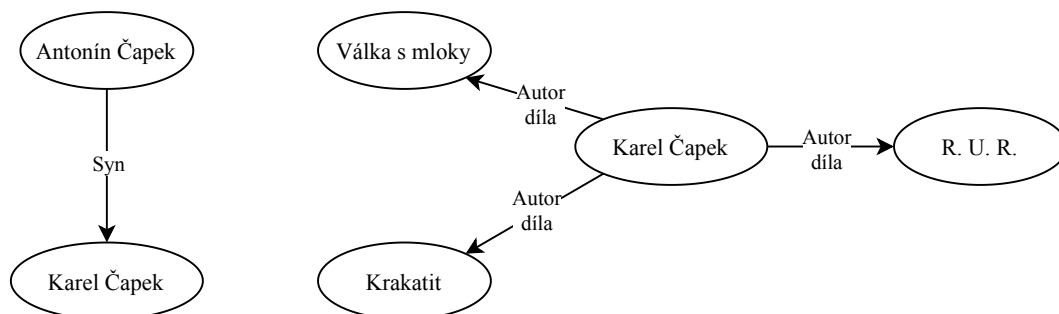 Antonín Čapek
Syn
Karel Čapek
Válka s mloky
Autor
díla
Karel Čapek
Autor
díla
R. U. R.
Autor
díla
Krakatit